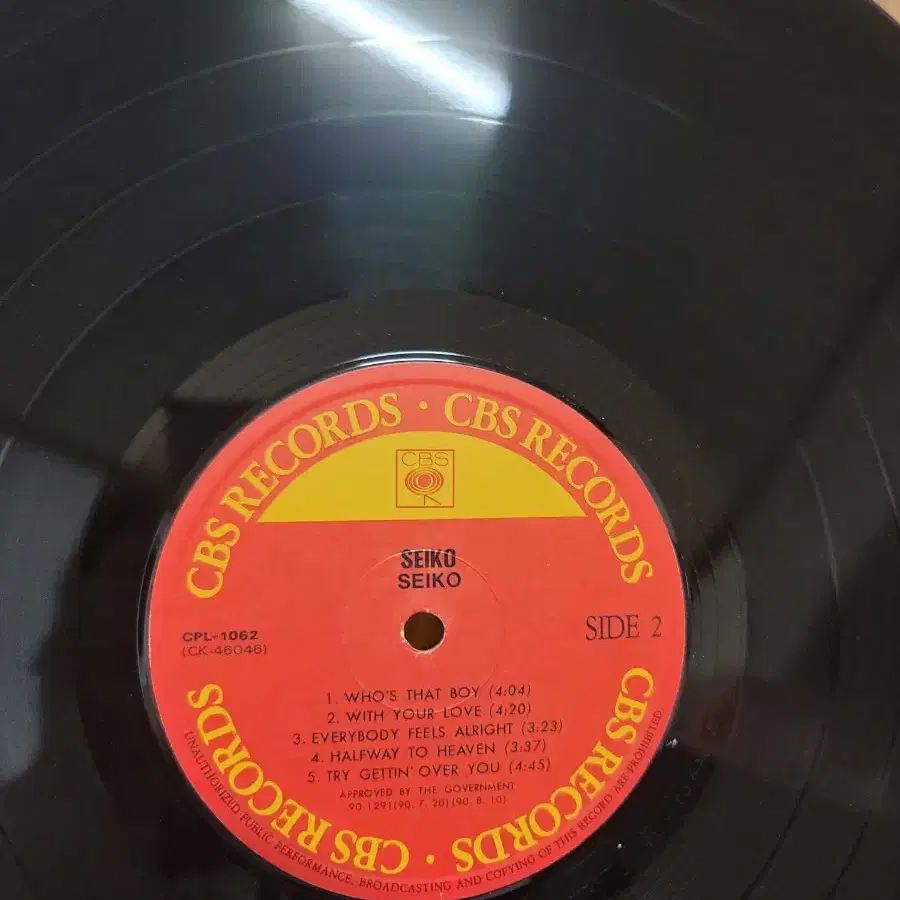 CBS RECORDS · CBS RECORDS
CBS
SEIKO
SEIKO
CPL-1062
(CK-46046)
SIDE 2
1. WHO'S THAT BOY (4:04)
2. WITH YOUR LOVE (4:20)
3. EVERYBODY FEELS ALRIGHT (3:23)
4. HALFWAY TO HEAVEN (3:37)
5. TRY GETTIN' OVER YOU (4:45)
APPROVED BY THE GOVERNMENT
90.1291(90. 7. 20)(90. 8. 10)
CBS RECORDS · CBS RECORDS
UNAUTHORIZED PUBLIC PERFORMANCE, BROADCASTING AND COPYING OF THIS RECORD ARE PROHIBITED.